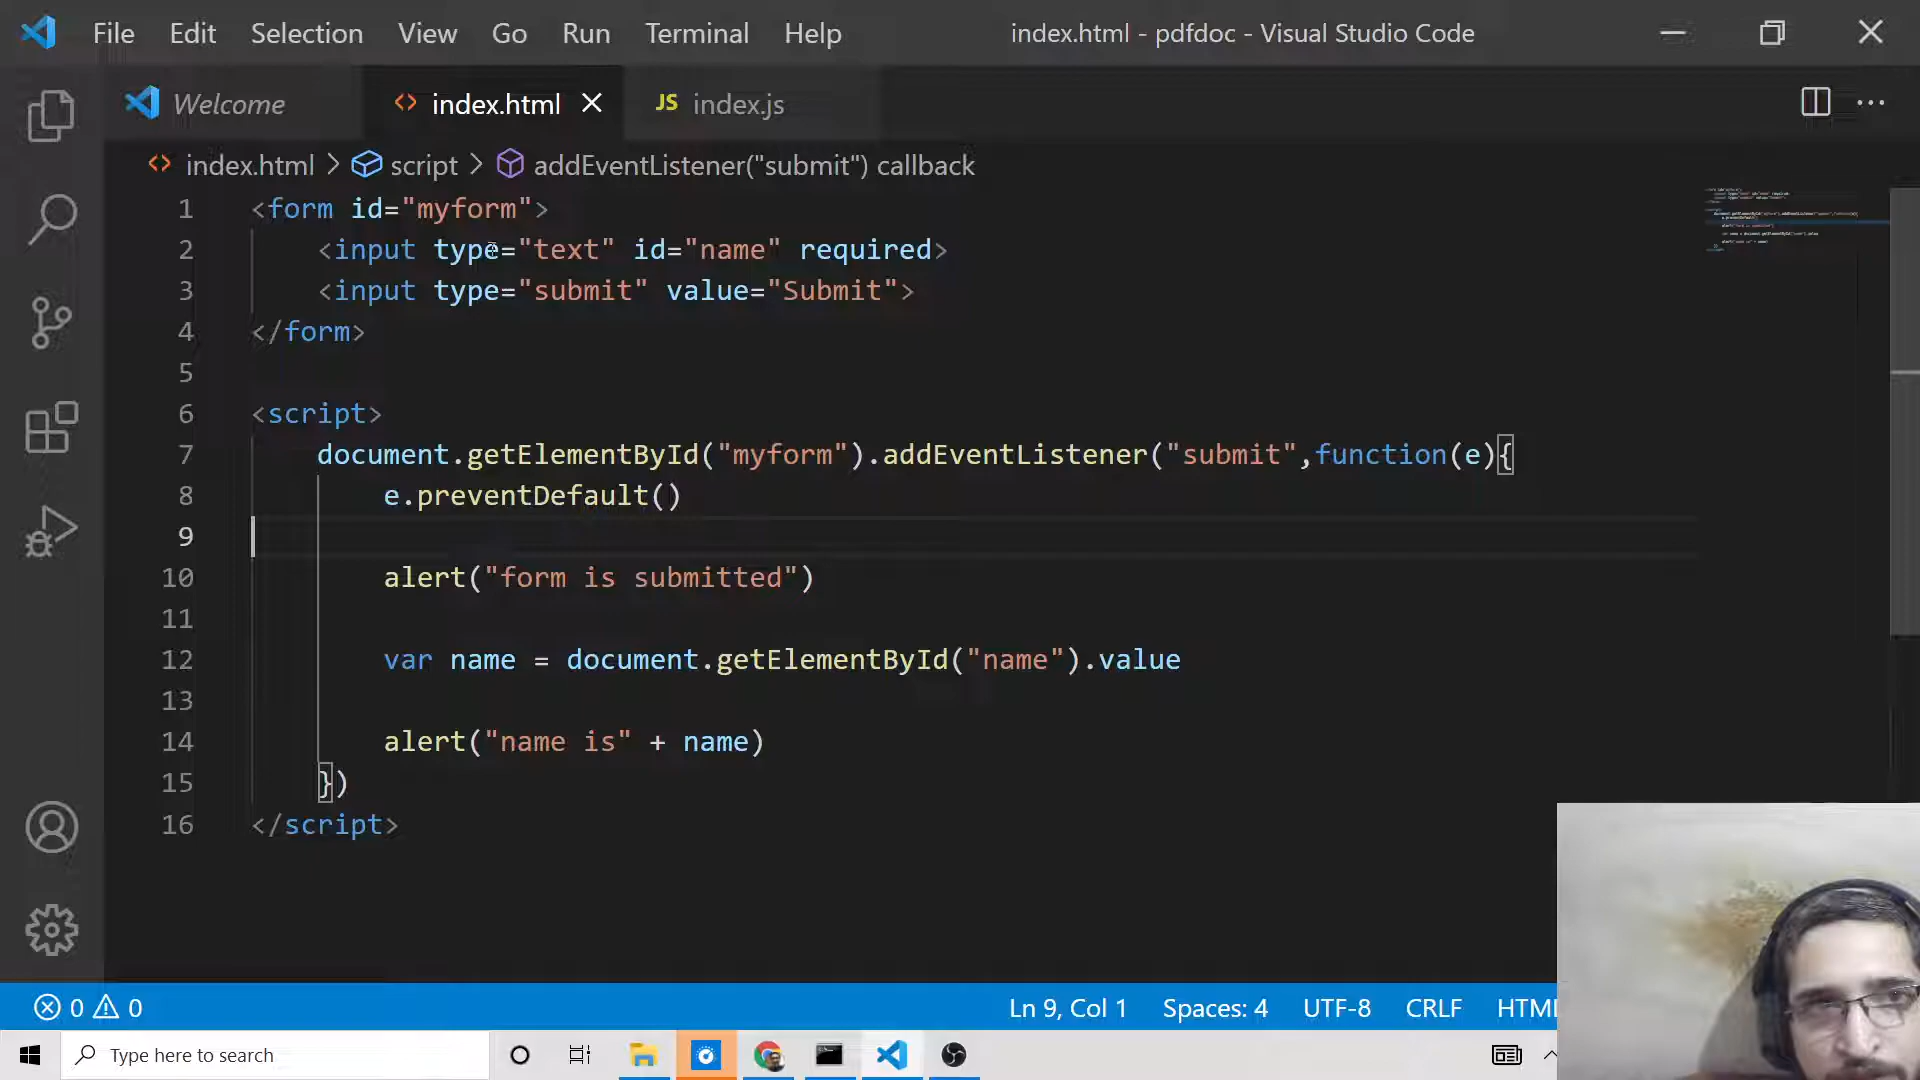 File Edit Selection View Go Run Terminal Help index.html - pdfdoc - Visual Studio Code
Welcome index.html JS index.js
index.html > script > addEventListener("submit") callback
1 <form id="myform">
2 <input type="text" id="name" required>
3 <input type="submit" value="Submit">
4 </form>
5
6 <script>
7 document.getElementById("myform").addEventListener("submit",function(e){
8 e.preventDefault()
9
10 alert("form is submitted")
11
12 var name = document.getElementById("name").value
13
14 alert("name is" + name)
15 })
16 </script>
0 0 Ln 9, Col 1 Spaces: 4 UTF-8 CRLF HTML
Type here to search